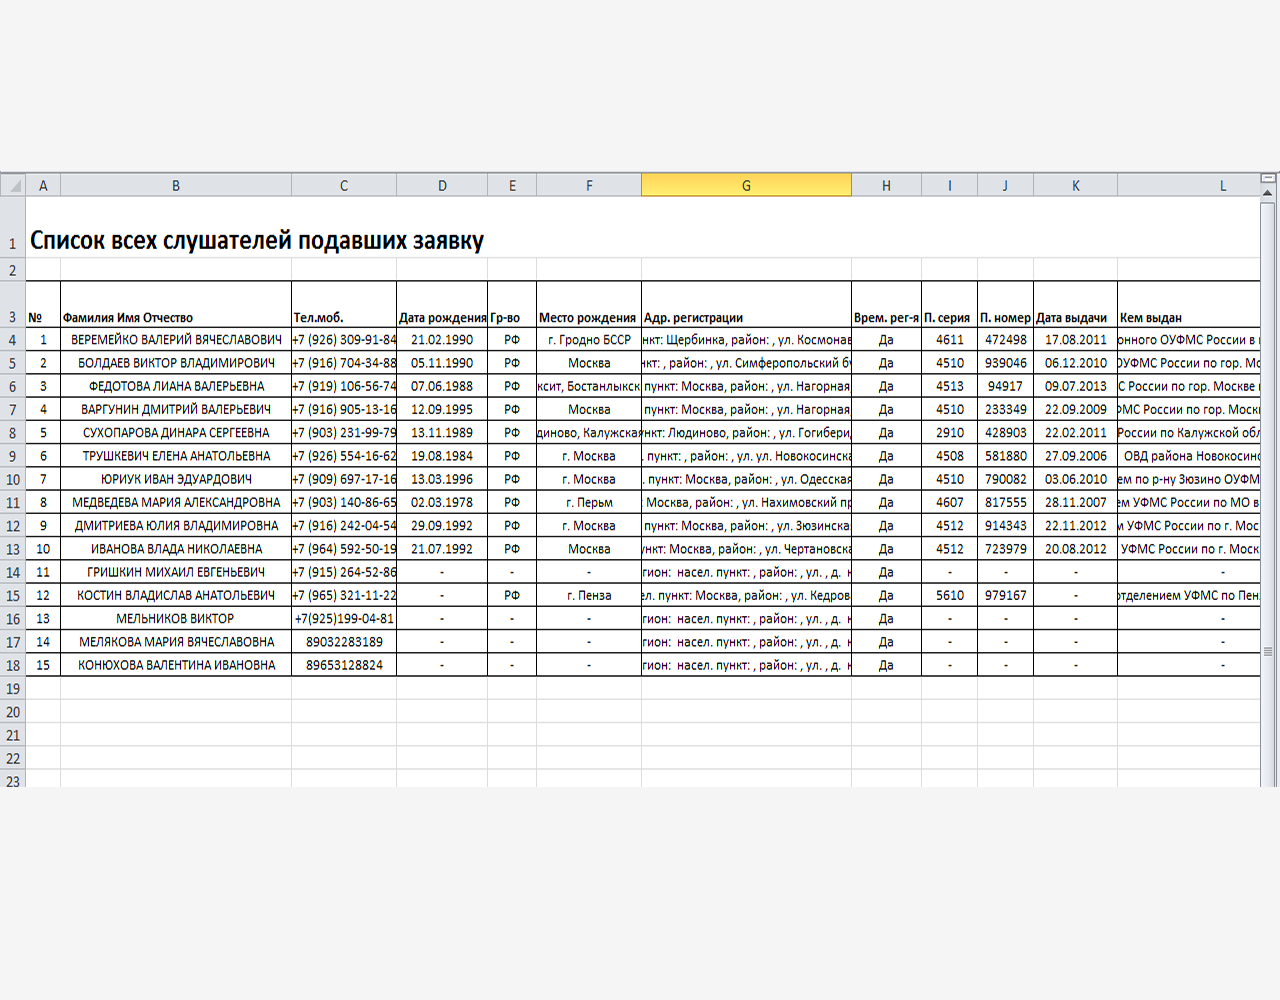 A B C D E F G H I J K L
1 Список всех слушателей подавших заявку
2
3 № Фамилия Имя Отчество Тел.моб. Дата рождения Гр-во Место рождения Адр. регистрации Врем. рег-я П. серия П. номер Дата выдачи Кем выдан
4 1 ВЕРЕМЕЙКО ВАЛЕРИЙ ВЯЧЕСЛАВОВИЧ +7 (926) 309-91-84 21.02.1990 РФ г. Гродно БССР нкт: Щербинка, район: , ул. Космонав Да 4611 472498 17.08.2011 онного ОУФМС России в
5 2 БОЛДАЕВ ВИКТОР ВЛАДИМИРОВИЧ +7 (916) 704-34-88 05.11.1990 РФ Москва нкт: , район: , ул. Симферопольский бу Да 4510 939046 06.12.2010 ОУФМС России по гор. Мо
6 3 ФЕДОТОВА ЛИАНА ВАЛЕРЬЕВНА +7 (919) 106-56-74 07.06.1988 РФ ксит, Бостанлыкск пункт: Москва, район: , ул. Нагорная Да 4513 94917 09.07.2013 С России по гор. Москве
7 4 ВАРГУНИН ДМИТРИЙ ВАЛЕРЬЕВИЧ +7 (916) 905-13-16 12.09.1995 РФ Москва пункт: Москва, район: , ул. Нагорная Да 4510 233349 22.09.2009 ФМС России по гор. Моск
8 5 СУХОПАРОВА ДИНАРА СЕРГЕЕВНА +7 (903) 231-99-79 13.11.1989 РФ диново, Калужская нкт: Людиново, район: , ул. Гогибери Да 2910 428903 22.02.2011 России по Калужской обл
9 6 ТРУШКЕВИЧ ЕЛЕНА АНАТОЛЬЕВНА +7 (926) 554-16-62 19.08.1984 РФ г. Москва . пункт: , район: , ул. ул. Новокосинска Да 4508 581880 27.09.2006 ОВД района Новокосино
10 7 ЮРИУК ИВАН ЭДУАРДОВИЧ +7 (909) 697-17-16 13.03.1996 РФ г. Москва . пункт: Москва, район: , ул. Одесская Да 4510 790082 03.06.2010 ем по р-ну Зюзино ОУФМ
11 8 МЕДВЕДЕВА МАРИЯ АЛЕКСАНДРОВНА +7 (903) 140-86-65 02.03.1978 РФ г. Пермь : Москва, район: , ул. Нахимовский пр Да 4607 817555 28.11.2007 ем УФМС России по МО в
12 9 ДМИТРИЕВА ЮЛИЯ ВЛАДИМИРОВНА +7 (916) 242-04-54 29.09.1992 РФ г. Москва пункт: Москва, район: , ул. Зюзинска Да 4512 914343 22.11.2012 м УФМС России по г. Мос
13 10 ИВАНОВА ВЛАДА НИКОЛАЕВНА +7 (964) 592-50-19 21.07.1992 РФ Москва ункт: Москва, район: , ул. Чертановска Да 4512 723979 20.08.2012 УФМС России по г. Моск
14 11 ГРИШКИН МИХАИЛ ЕВГЕНЬЕВИЧ +7 (915) 264-52-86 - - - гион: насел. пункт: , район: , ул. , д. к Да - - - -
15 12 КОСТИН ВЛАДИСЛАВ АНАТОЛЬЕВИЧ +7 (965) 321-11-22 - РФ г. Пенза ел. пункт: Москва, район: , ул. Кедров Да 5610 979167 - отделением УФМС по Пен
16 13 МЕЛЬНИКОВ ВИКТОР +7(925)199-04-81 - - - гион: насел. пункт: , район: , ул. , д. к Да - - - -
17 14 МЕЛЯКОВА МАРИЯ ВЯЧЕСЛАВОВНА 89032283189 - - - гион: насел. пункт: , район: , ул. , д. к Да - - - -
18 15 КОНЮХОВА ВАЛЕНТИНА ИВАНОВНА 89653128824 - - - гион: насел. пункт: , район: , ул. , д. к Да - - - -
19
20
21
22
23